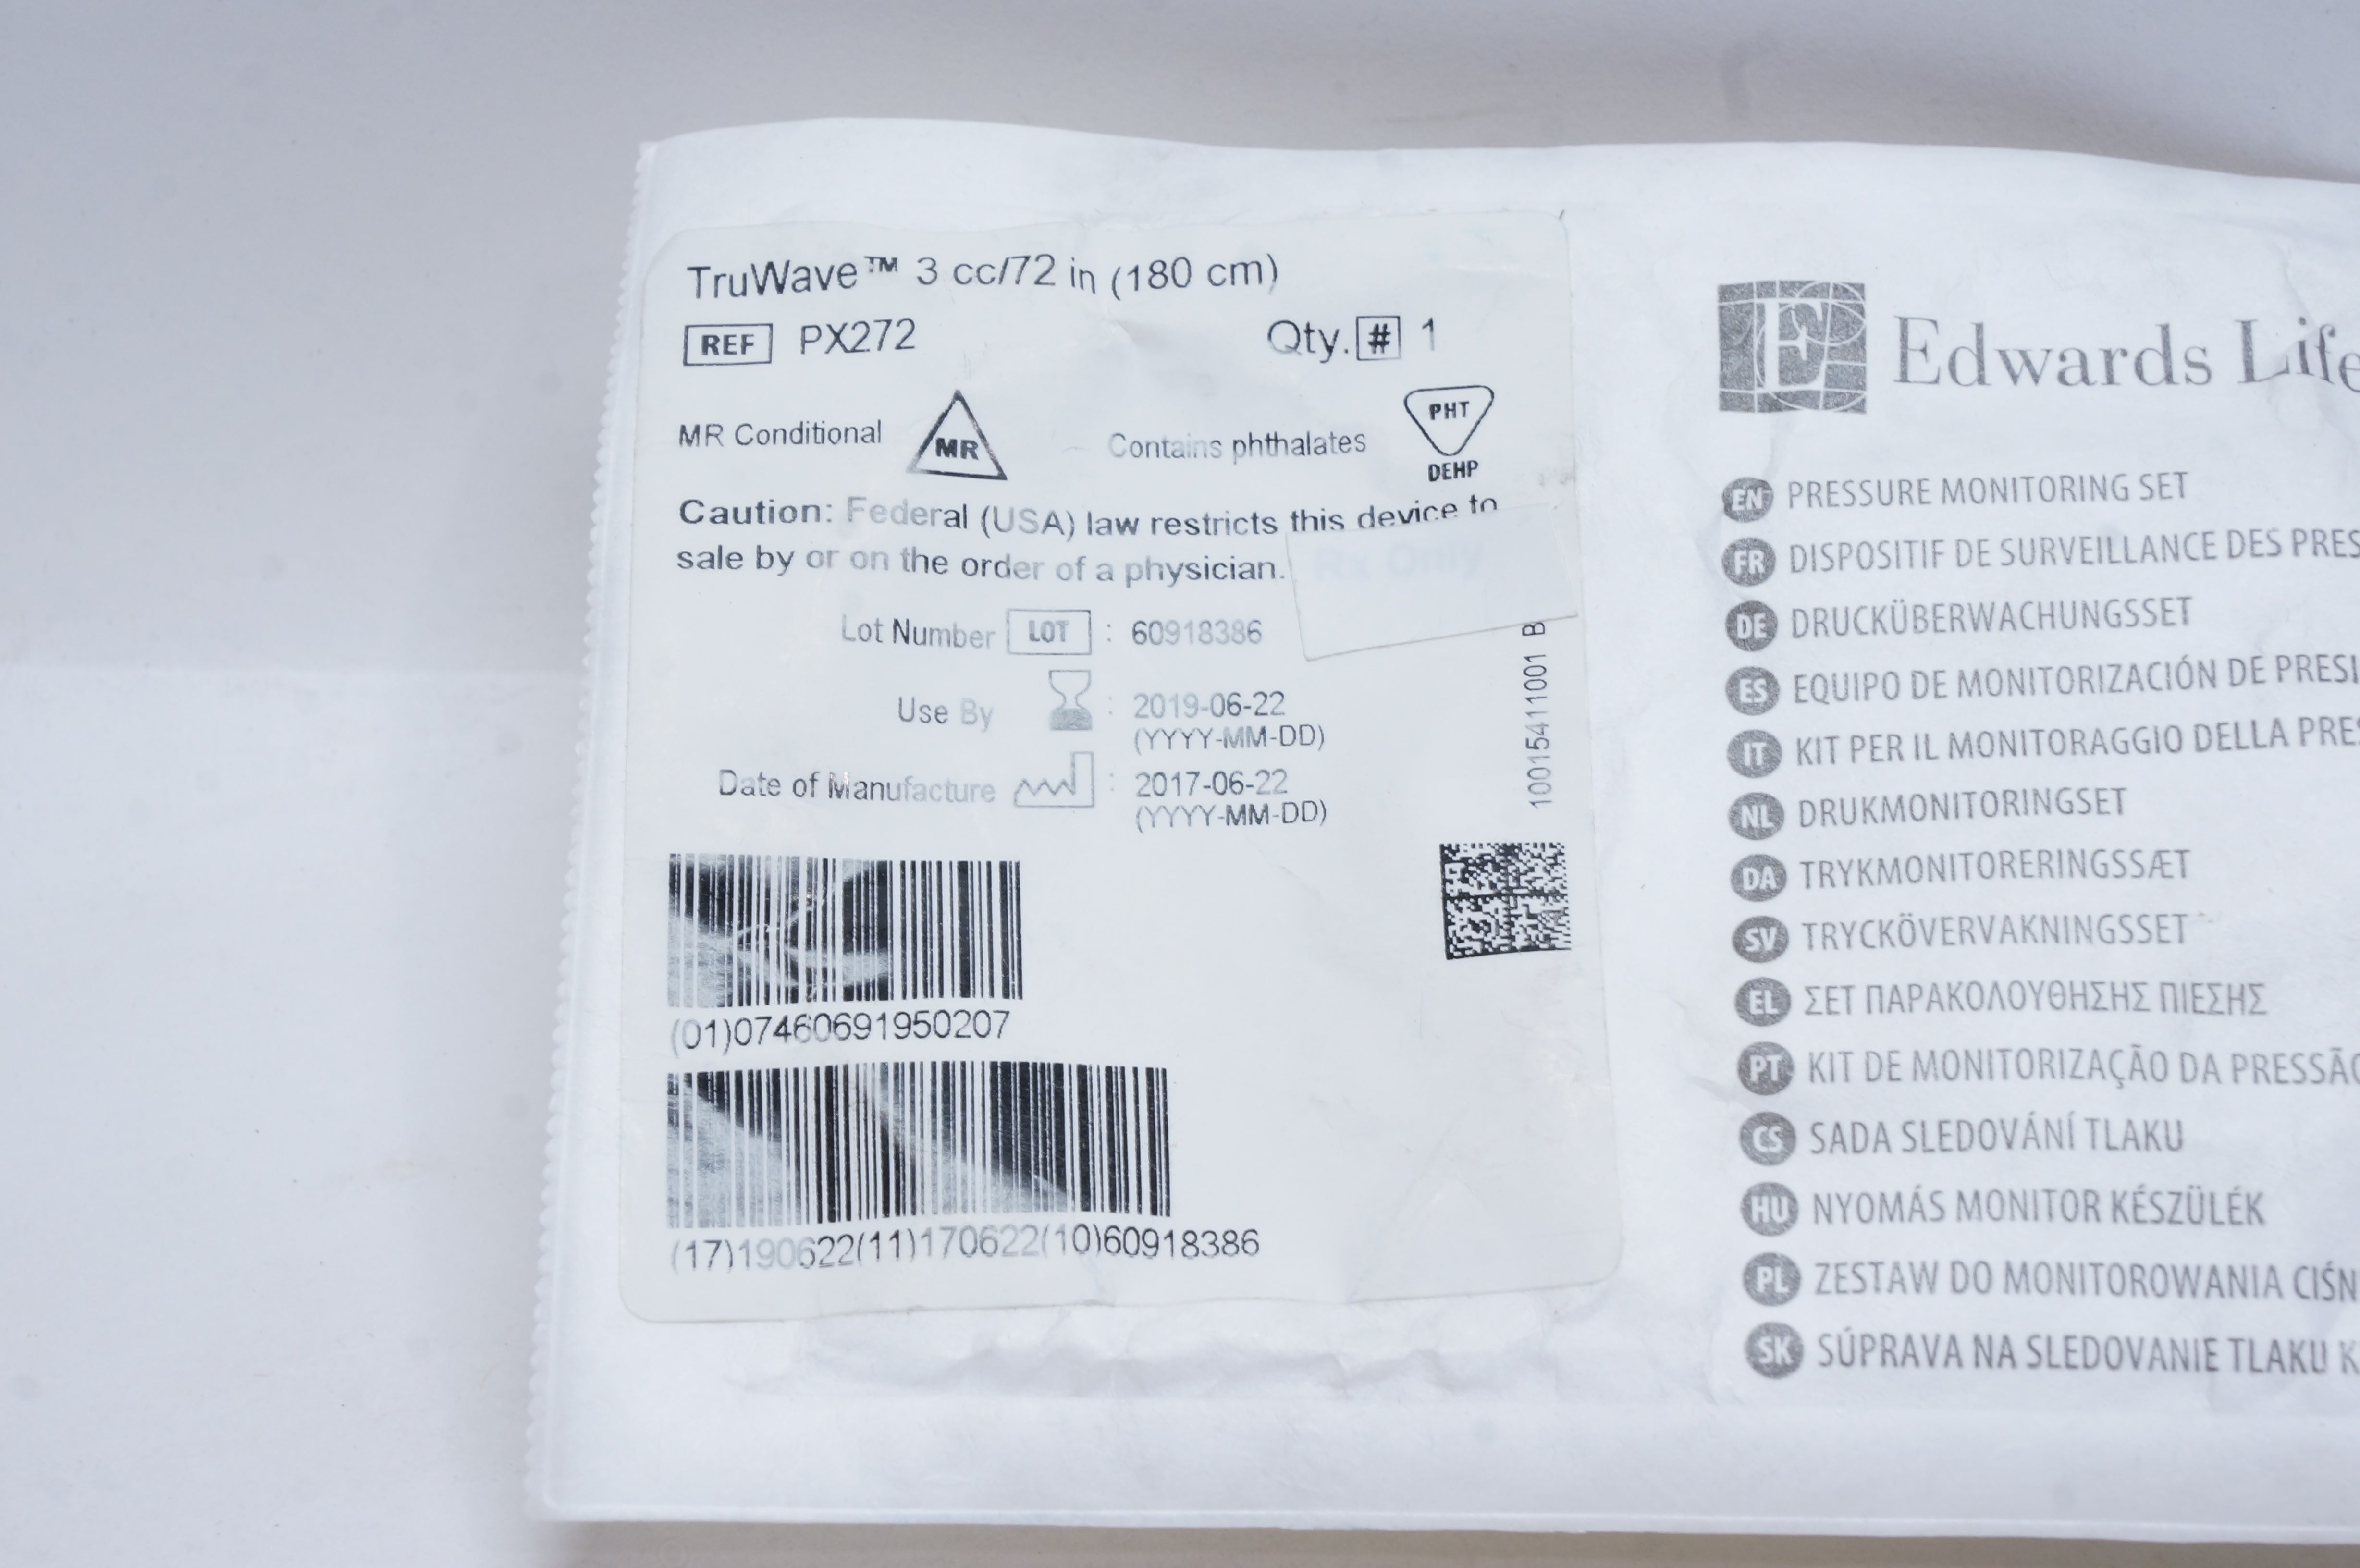 TruWave™ 3 cc/72 in (180 cm)
REF PX272 Qty. # 1
MR Conditional MR Contains phthalates PHT
DEHP
Caution: Federal (USA) law restricts this device to
sale by or on the order of a physician. Rx Only
Lot Number LOT : 60918386
Use By : 2019-06-22
(YYYY-MM-DD)
Date of Manufacture : 2017-06-22
(YYYY-MM-DD)
1001541 1001 B
(01)07460691950207
(17)190622(11)170622(10)60918386
E Edwards Life
EN PRESSURE MONITORING SET
FR DISPOSITIF DE SURVEILLANCE DES PRES
DE DRUCKÜBERWACHUNGSSET
ES EQUIPO DE MONITORIZACIÓN DE PRESI
IT KIT PER IL MONITORAGGIO DELLA PRES
NL DRUKMONITORINGSET
DA TRYKMONITORERINGSSÆT
SV TRYCKÖVERVAKNINGSSET
EL ΣΕΤ ΠΑΡΑΚΟΛΟΥΘΗΣΗΣ ΠΙΕΣΗΣ
PT KIT DE MONITORIZAÇÃO DA PRESSÃO
CS SADA SLEDOVÁNÍ TLAKU
HU NYOMÁS MONITOR KÉSZÜLÉK
PL ZESTAW DO MONITOROWANIA CIŚN
SK SÚPRAVA NA SLEDOVANIE TLAKU K